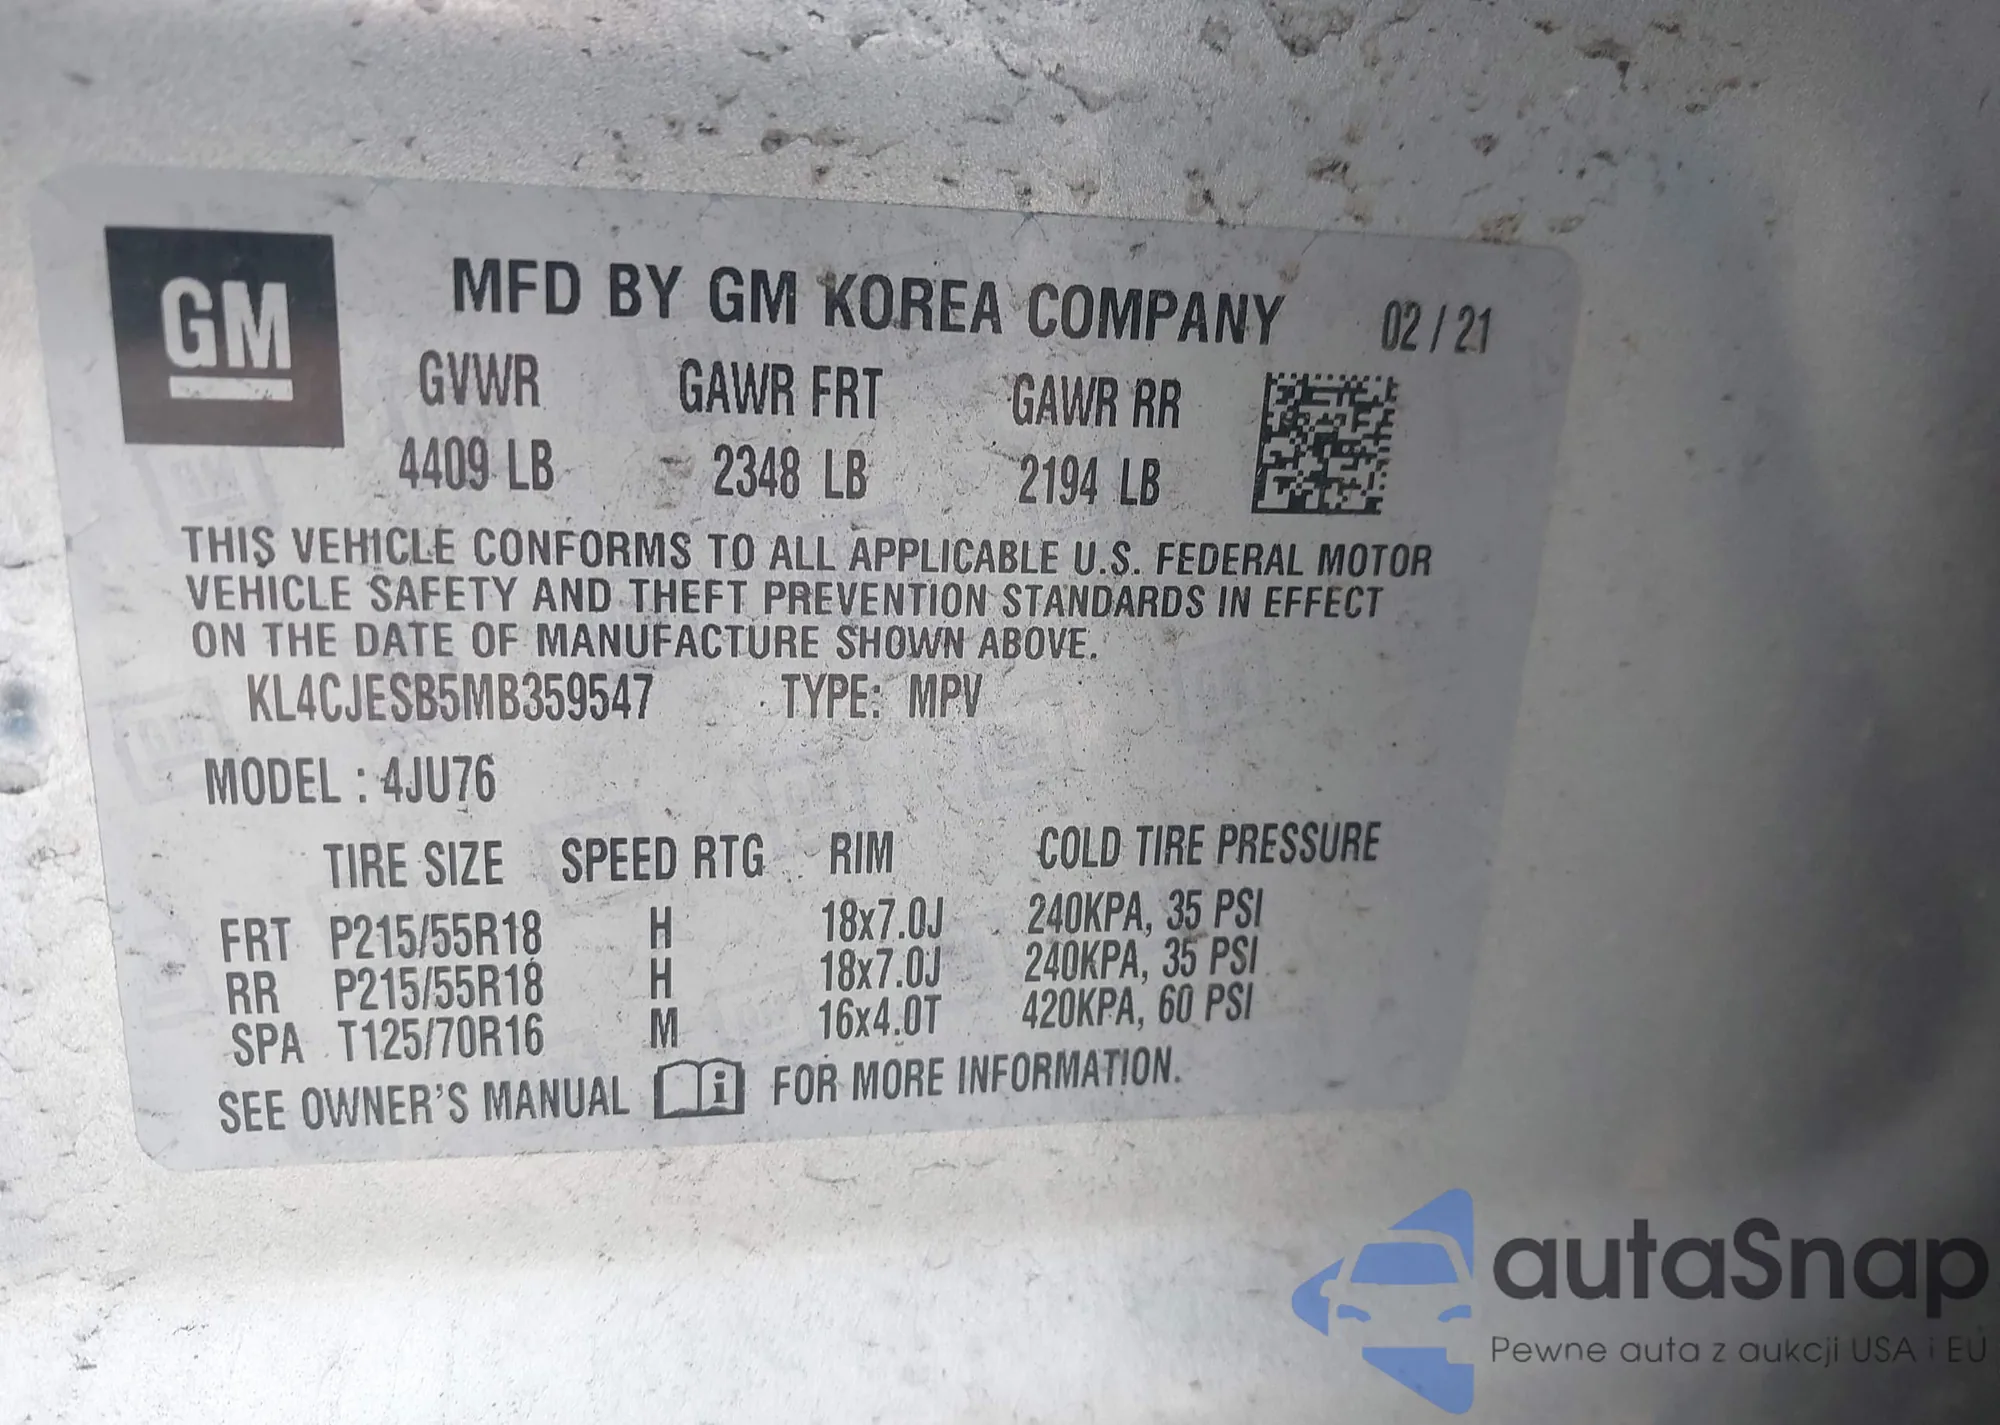 GM
MFD BY GM KOREA COMPANY 02 / 21
GVWR GAWR FRT GAWR RR
4409 LB 2348 LB 2194 LB
THIS VEHICLE CONFORMS TO ALL APPLICABLE U.S. FEDERAL MOTOR
VEHICLE SAFETY AND THEFT PREVENTION STANDARDS IN EFFECT
ON THE DATE OF MANUFACTURE SHOWN ABOVE.
KL4CJESB5MB359547 TYPE: MPV
MODEL : 4JU76
TIRE SIZE SPEED RTG RIM COLD TIRE PRESSURE
FRT P215/55R18 H 18x7.0J 240KPA, 35 PSI
RR P215/55R18 H 18x7.0J 240KPA, 35 PSI
SPA T125/70R16 M 16x4.0T 420KPA, 60 PSI
SEE OWNER'S MANUAL i FOR MORE INFORMATION.
autaSnap
Pewne auta z aukcji USA i EU